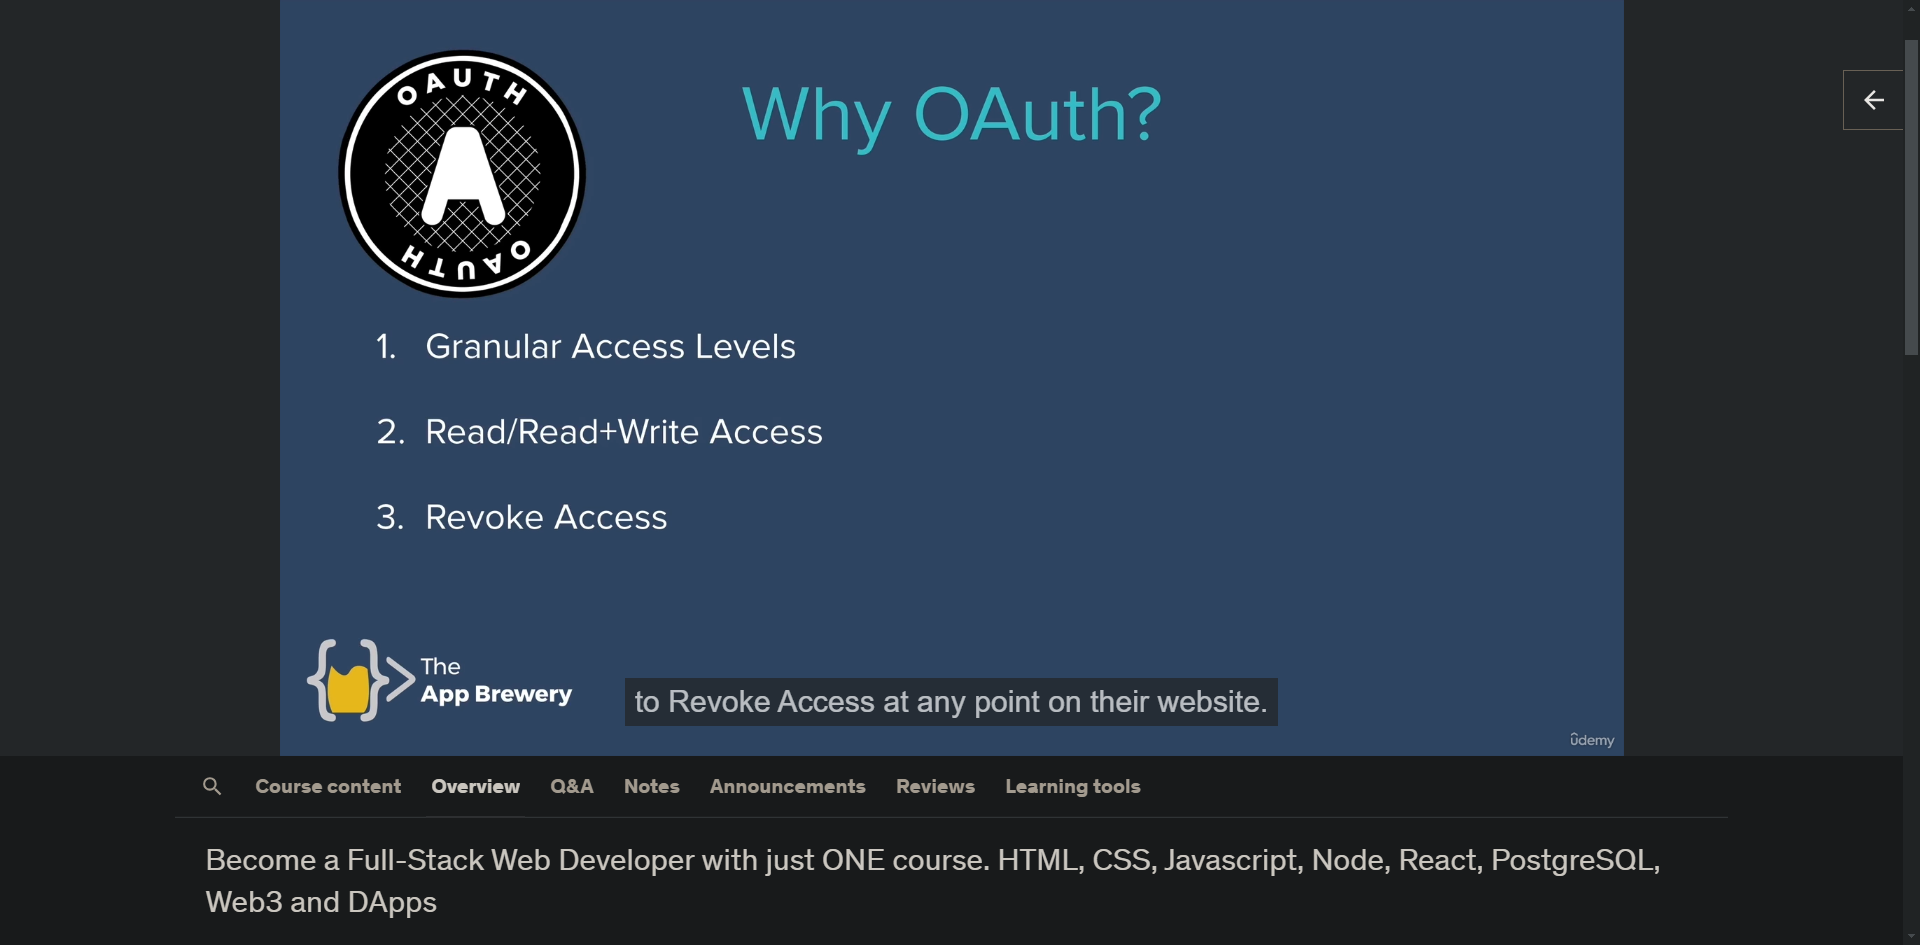 OAUTH
Why OAuth?
OAUTH
1. Granular Access Levels
2. Read/Read+Write Access
3. Revoke Access
The
App Brewery
to Revoke Access at any point on their website.
ûdemy
Course content Overview Q&A Notes Announcements Reviews Learning tools
Become a Full-Stack Web Developer with just ONE course. HTML, CSS, Javascript, Node, React, PostgreSQL,
Web3 and DApps